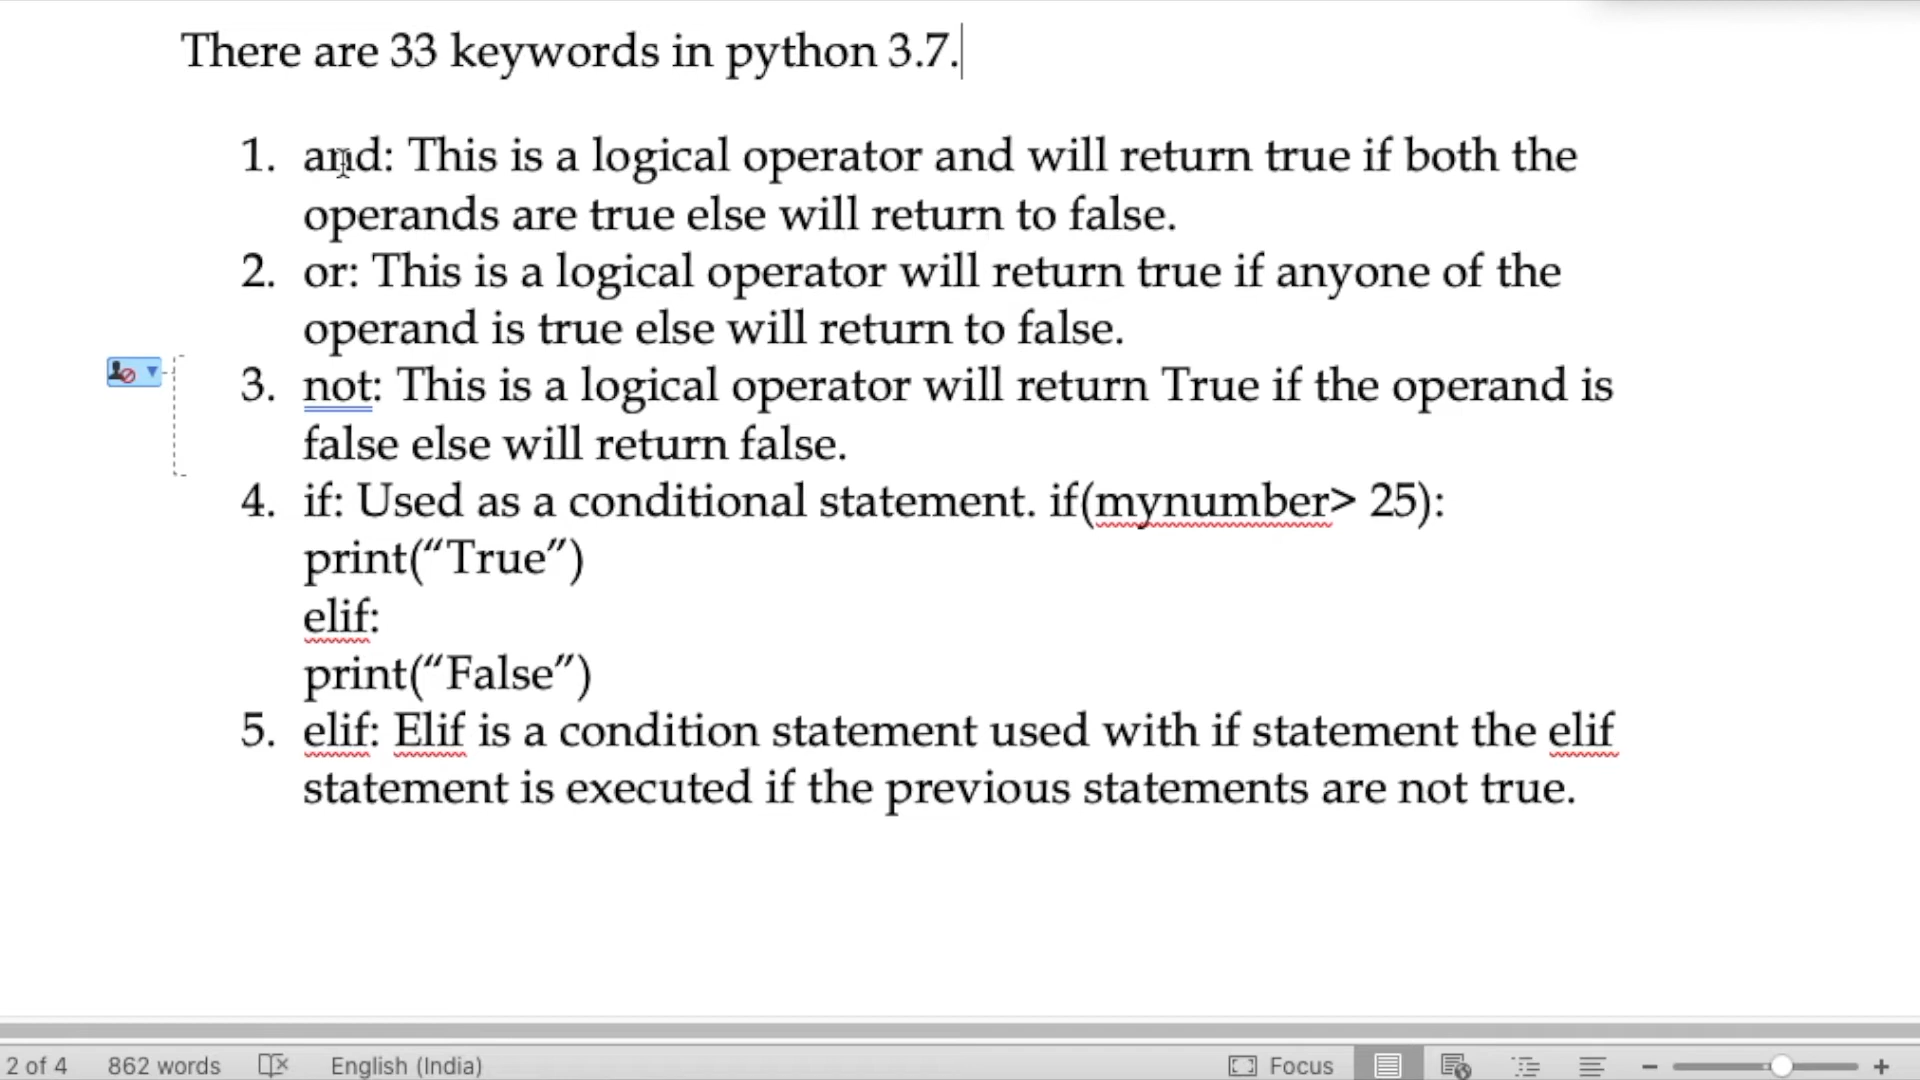 There are 33 keywords in python 3.7.
1. and: This is a logical operator and will return true if both the
operands are true else will return to false.
2. or: This is a logical operator will return true if anyone of the
operand is true else will return to false.
3. not: This is a logical operator will return True if the operand is
false else will return false.
4. if: Used as a conditional statement. if(mynumber> 25):
print(“True”)
elif:
print(“False”)
5. elif: Elif is a condition statement used with if statement the elif
statement is executed if the previous statements are not true.
2 of 4 862 words English (India) Focus